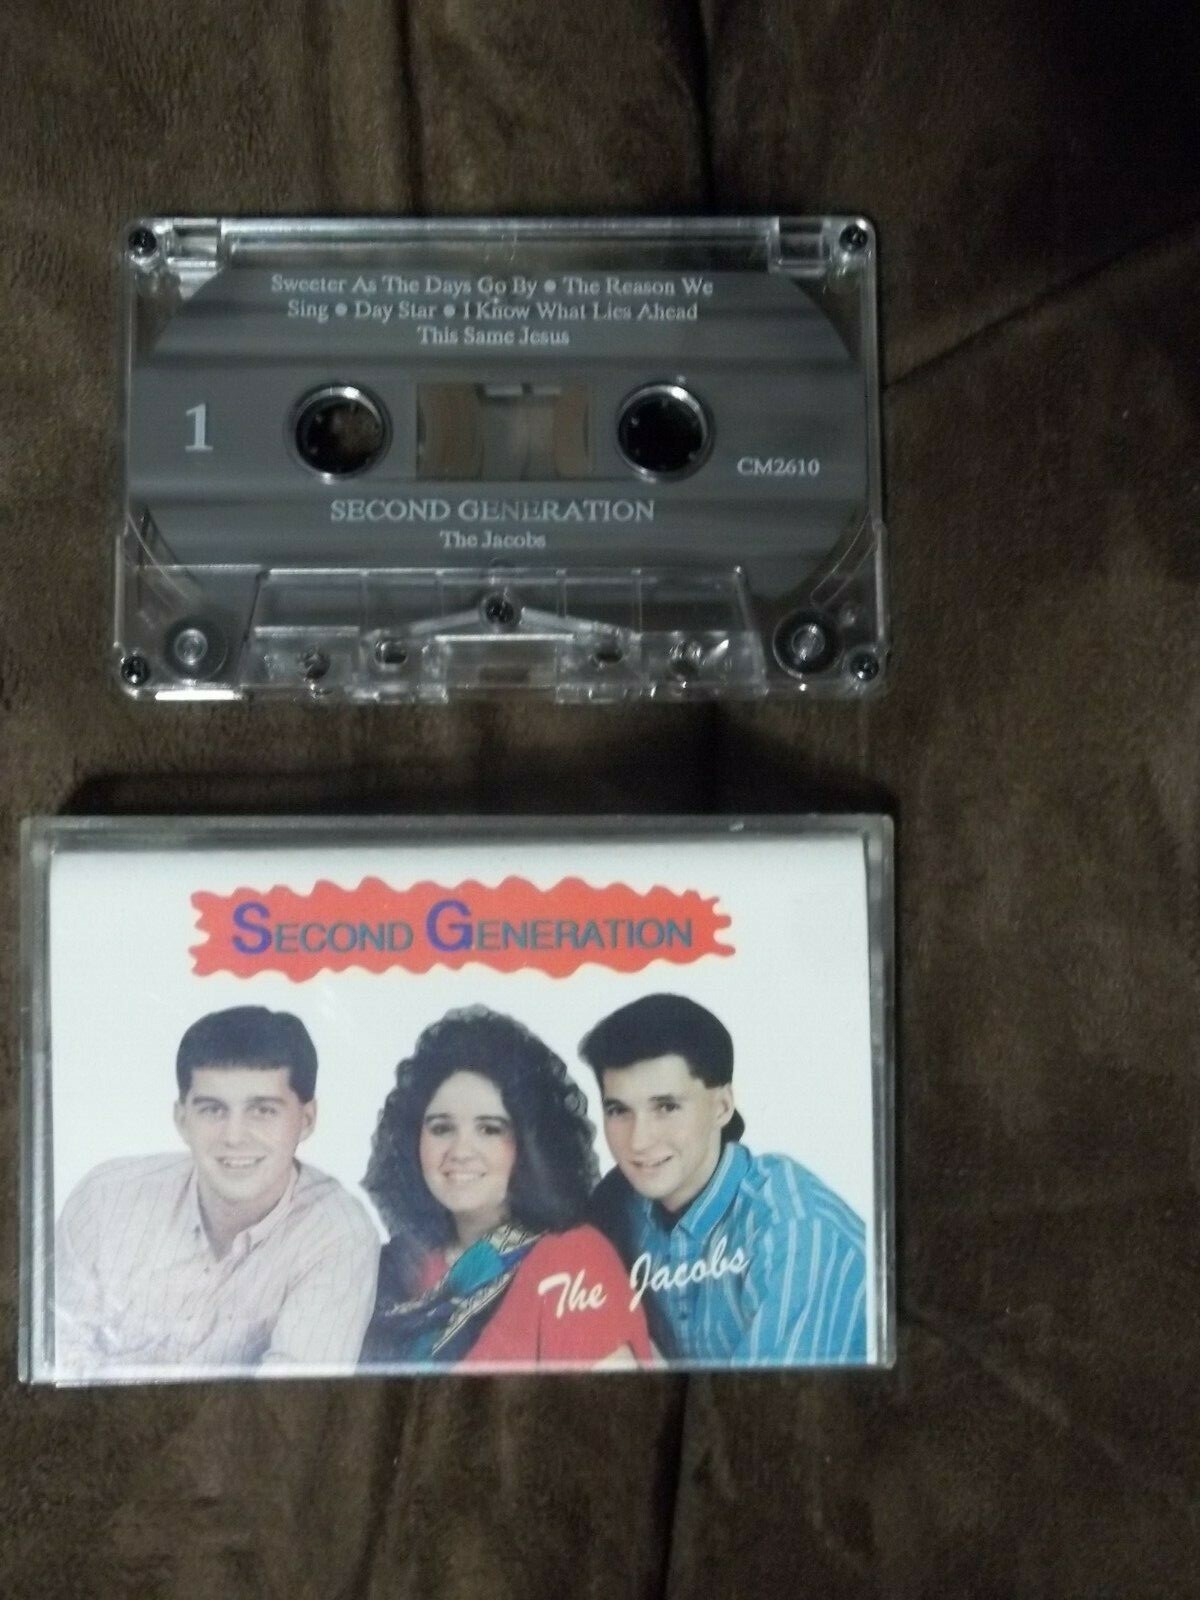 Sweeter As The Days Go By ● The Reason We
Sing ● Day Star ● I Know What Lies Ahead
This Same Jesus
1
CM2610
SECOND GENERATION
The Jacobs
SECOND GENERATION
The Jacobs